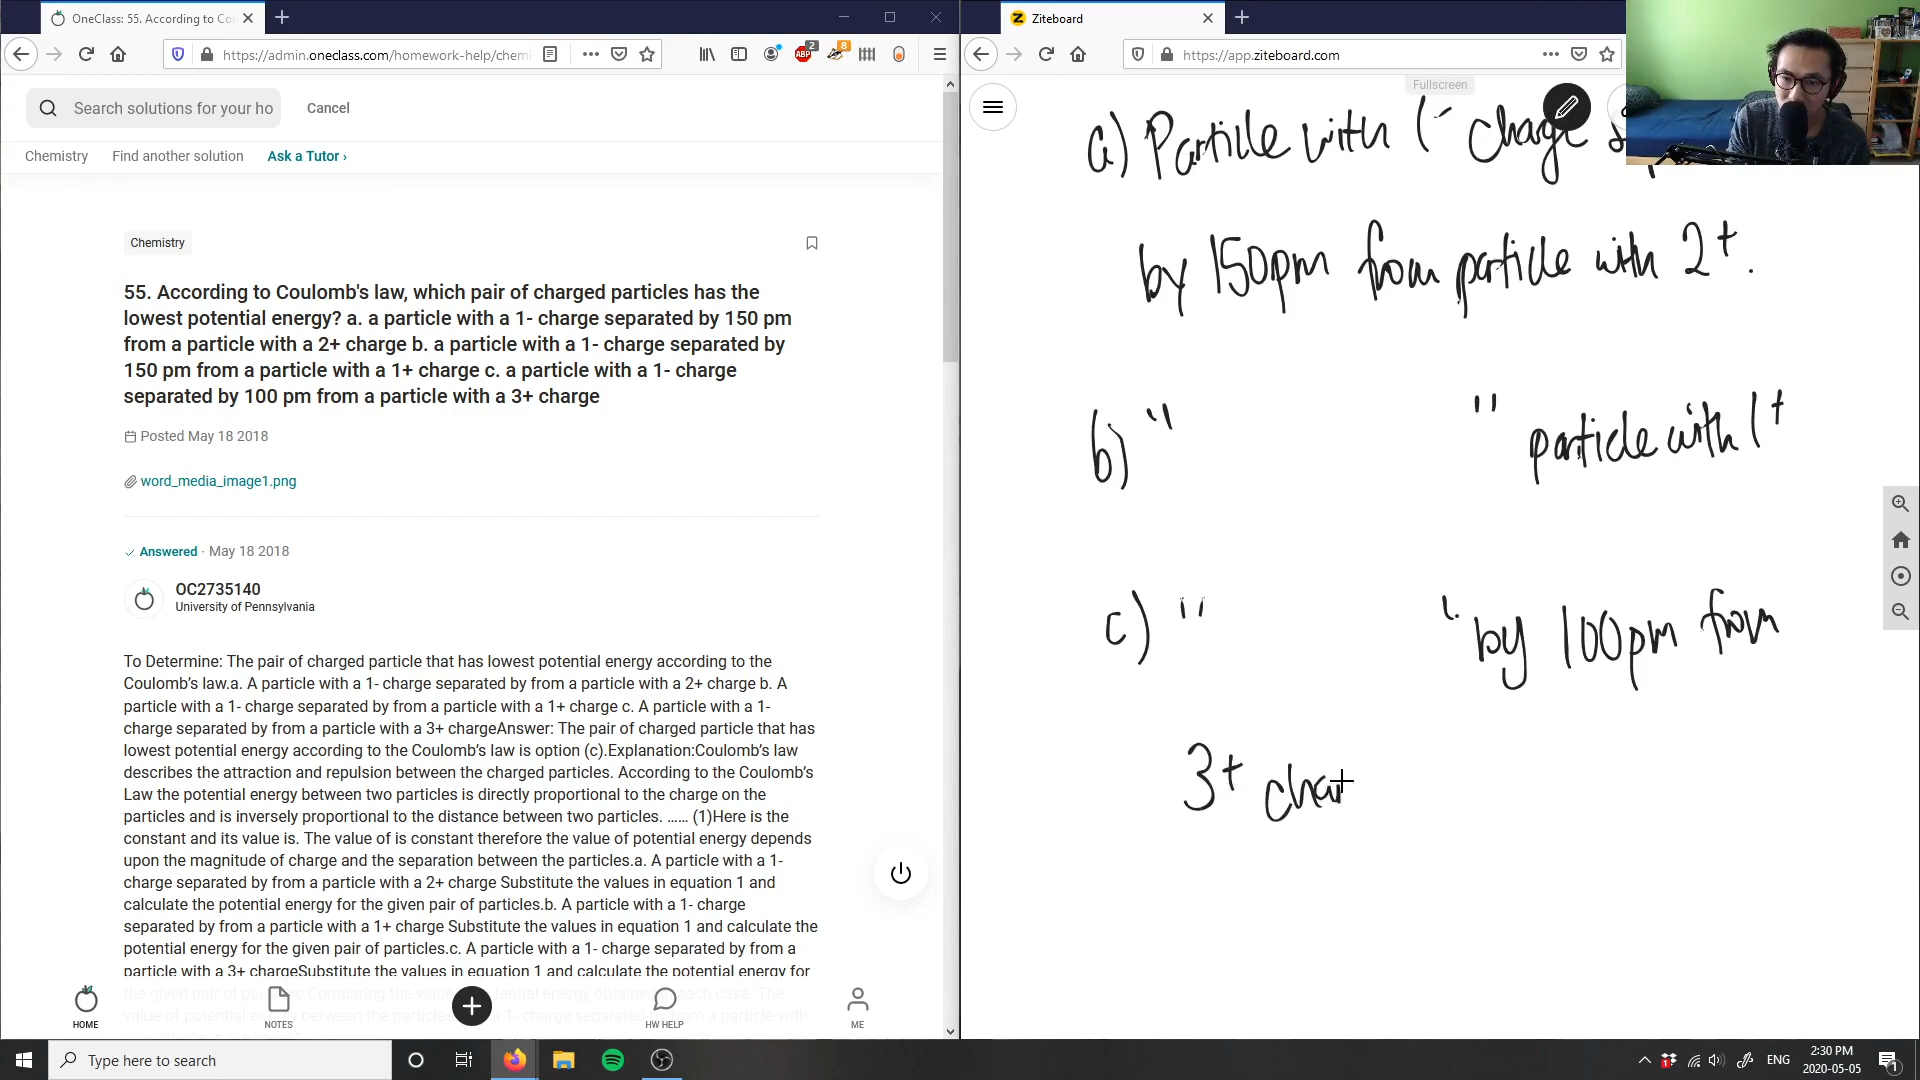 OneClass: 55. According to Cou
Ziteboard
https://admin.oneclass.com/homework-help/chemi
2
8
https://app.ziteboard.com
Fullscreen
Search solutions for your ho
Cancel
Chemistry
Find another solution
Ask a Tutor ›
Chemistry
55. According to Coulomb's law, which pair of charged particles has the
lowest potential energy? a. a particle with a 1- charge separated by 150 pm
from a particle with a 2+ charge b. a particle with a 1- charge separated by
150 pm from a particle with a 1+ charge c. a particle with a 1- charge
separated by 100 pm from a particle with a 3+ charge
Posted May 18 2018
word_media_image1.png
Answered · May 18 2018
OC2735140
University of Pennsylvania
To Determine: The pair of charged particle that has lowest potential energy according to the
Coulomb’s law.a. A particle with a 1- charge separated by from a particle with a 2+ charge b. A
particle with a 1- charge separated by from a particle with a 1+ charge c. A particle with a 1-
charge separated by from a particle with a 3+ chargeAnswer: The pair of charged particle that has
lowest potential energy according to the Coulomb’s law is option (c).Explanation:Coulomb’s law
describes the attraction and repulsion between the charged particles. According to the Coulomb’s
Law the potential energy between two particles is directly proportional to the charge on the
particles and is inversely proportional to the distance between two particles. …… (1)Here is the
constant and its value is. The value of is constant therefore the value of potential energy depends
upon the magnitude of charge and the separation between the particles.a. A particle with a 1-
charge separated by from a particle with a 2+ charge Substitute the values in equation 1 and
calculate the potential energy for the given pair of particles.b. A particle with a 1- charge
separated by from a particle with a 1+ charge Substitute the values in equation 1 and calculate the
potential energy for the given pair of particles.c. A particle with a 1- charge separated by from a
particle with a 3+ chargeSubstitute the values in equation 1 and calculate the potential energy for
HOME
NOTES
HW HELP
ME
a) Particle with 1- charge
by 150pm from particle with 2+.
b) " " particle with 1+
c) " " by 100pm from
3+ char
Type here to search
ENG
2:30 PM
2020-05-05
1